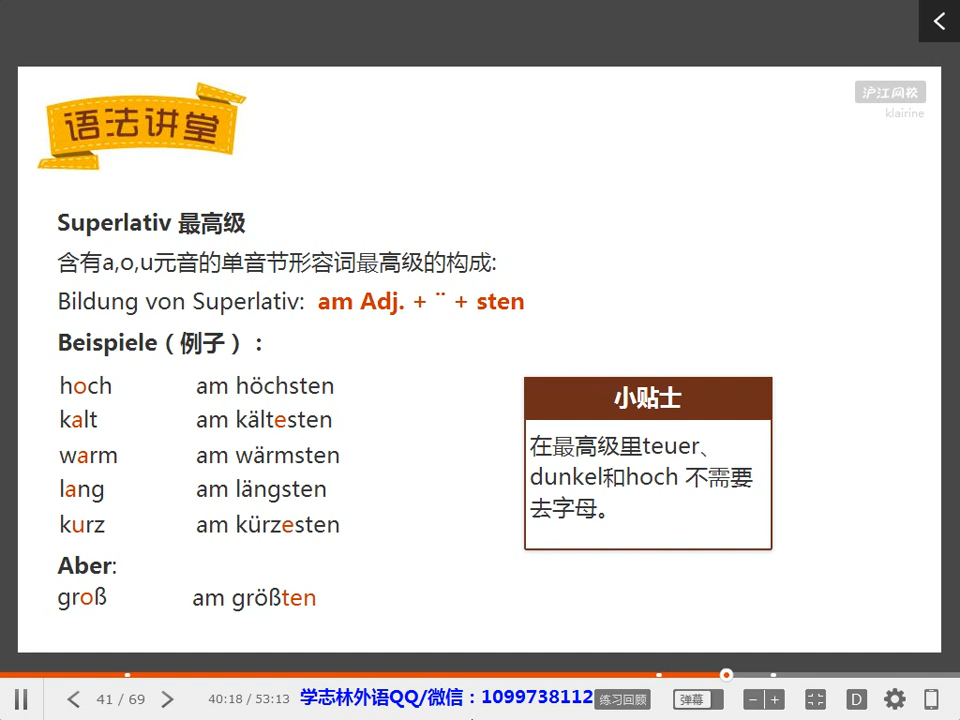 语法讲堂
沪江网校
klairine
Superlativ 最高级
含有a,o,u元音的单音节形容词最高级的构成:
Bildung von Superlativ: am Adj. + ¨ + sten
Beispiele（例子）：
hoch am höchsten
kalt am kältesten
warm am wärmsten
lang am längsten
kurz am kürzesten
Aber:
groß am größten
小贴士
在最高级里teuer、
dunkel和hoch 不需要
去字母。
41 / 69 40:18 / 53:13 学志林外语QQ/微信：1099738112 练习回顾 弹幕 D